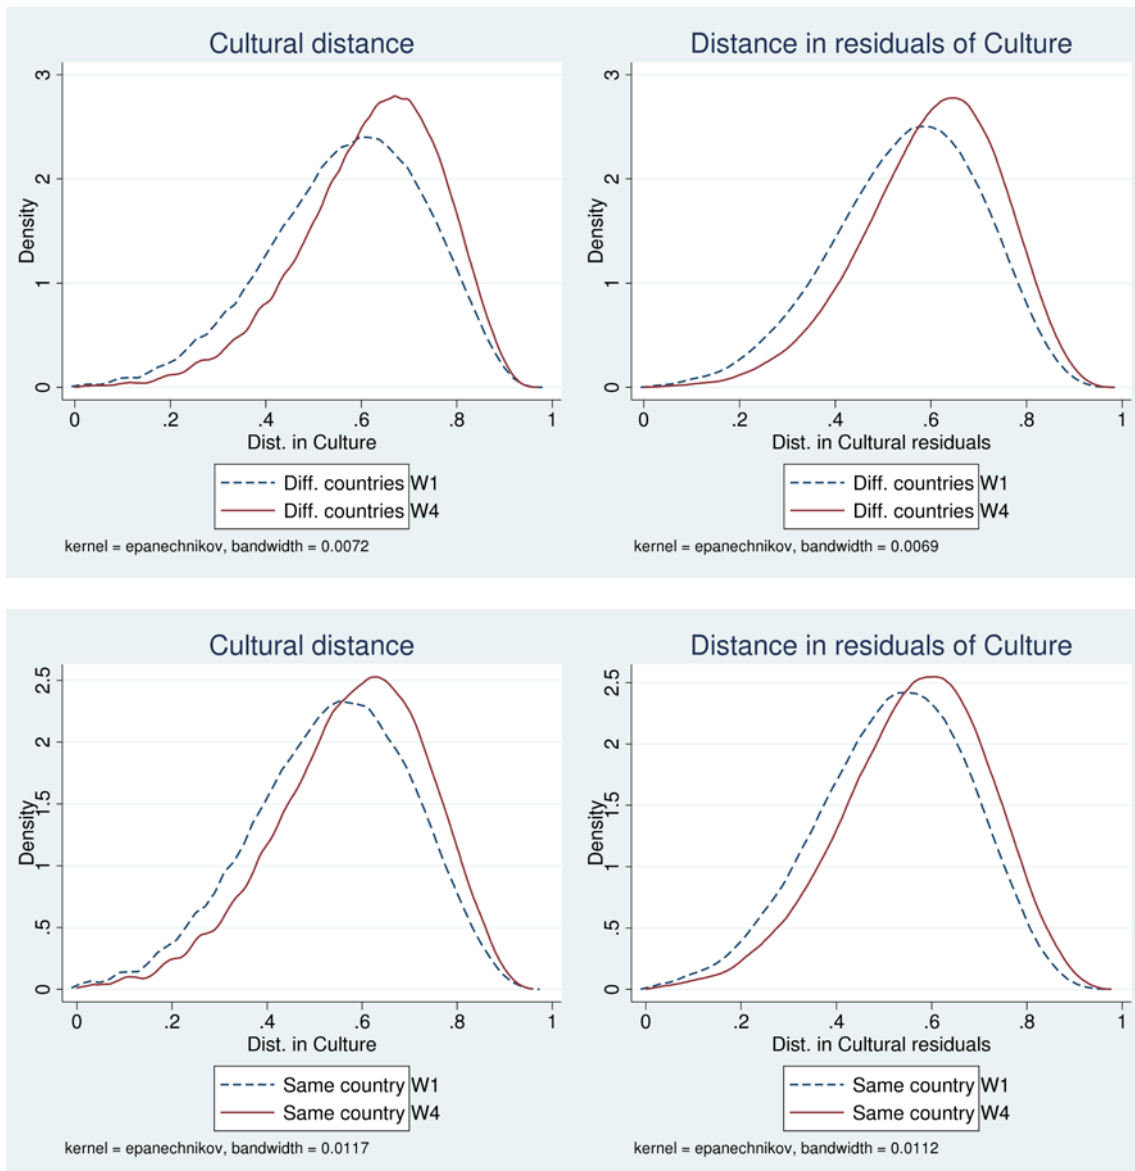 Cultural distance
Density
3
2
1
0
0 .2 .4 .6 .8 1
Dist. in Culture
Diff. countries W1
Diff. countries W4
kernel = epanechnikov, bandwidth = 0.0072
Distance in residuals of Culture
Density
3
2
1
0
0 .2 .4 .6 .8 1
Dist. in Cultural residuals
Diff. countries W1
Diff. countries W4
kernel = epanechnikov, bandwidth = 0.0069
Cultural distance
Density
2.5
2
1.5
1
.5
0
0 .2 .4 .6 .8 1
Dist. in Culture
Same country W1
Same country W4
kernel = epanechnikov, bandwidth = 0.0117
Distance in residuals of Culture
Density
2.5
2
1.5
1
.5
0
0 .2 .4 .6 .8 1
Dist. in Cultural residuals
Same country W1
Same country W4
kernel = epanechnikov, bandwidth = 0.0112